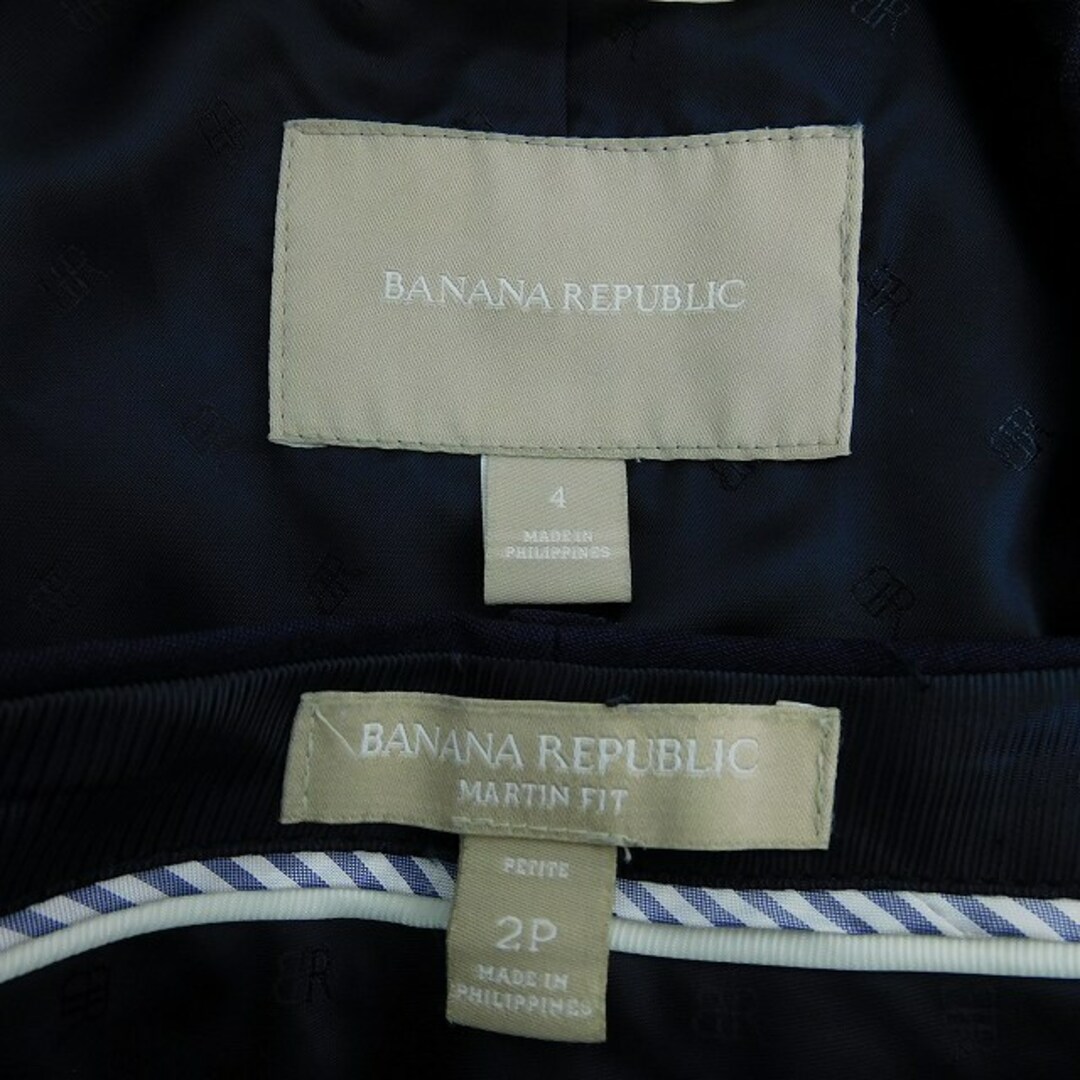 BANANA REPUBLIC
4
MADE IN
PHILIPPINES
BANANA REPUBLIC
MARTIN FIT
PETITE
2P
MADE IN
PHILIPPINES